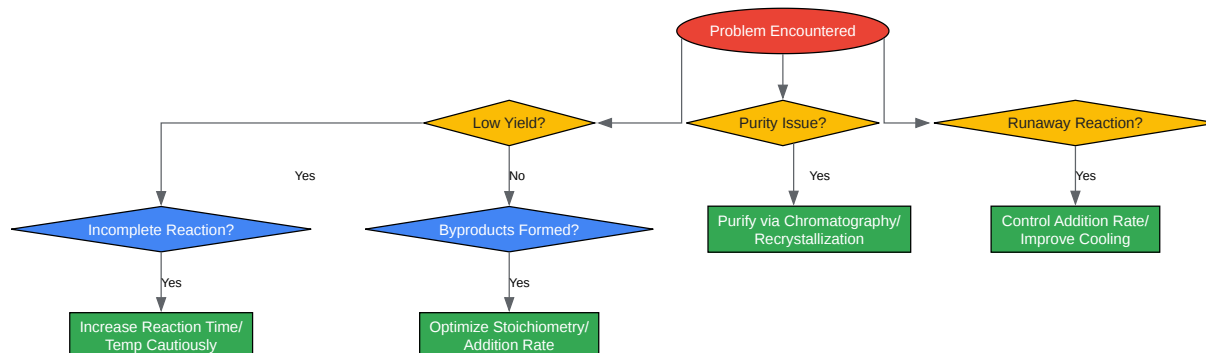 Problem Encountered
Low Yield?
Purity Issue?
Runaway Reaction?
Yes
No
Yes
Yes
Incomplete Reaction?
Byproducts Formed?
Purify via Chromatography/
Recrystallization
Control Addition Rate/
Improve Cooling
Yes
Yes
Increase Reaction Time/
Temp Cautiously
Optimize Stoichiometry/
Addition Rate